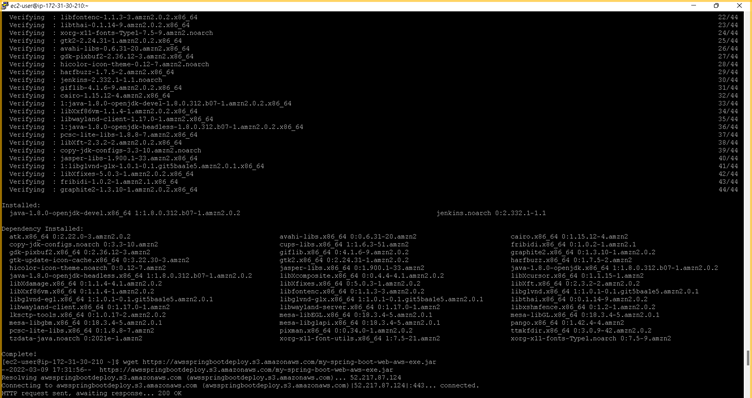 ec2-user@ip-172-31-30-210:~
Verifying : libfontenc-1.1.3-3.amzn2.0.2.x86_64 22/44
Verifying : libthai-0.1.14-9.amzn2.0.2.x86_64 23/44
Verifying : xorg-x11-fonts-Type1-7.5-9.amzn2.noarch 24/44
Verifying : gtk2-2.24.31-1.amzn2.0.2.x86_64 25/44
Verifying : avahi-libs-0.6.31-20.amzn2.x86_64 26/44
Verifying : gdk-pixbuf2-2.36.12-3.amzn2.x86_64 27/44
Verifying : hicolor-icon-theme-0.12-7.amzn2.noarch 28/44
Verifying : harfbuzz-1.7.5-2.amzn2.x86_64 29/44
Verifying : jenkins-2.332.1-1.1.noarch 30/44
Verifying : giflib-4.1.6-9.amzn2.0.2.x86_64 31/44
Verifying : cairo-1.15.12-4.amzn2.x86_64 32/44
Verifying : 1:java-1.8.0-openjdk-devel-1.8.0.312.b07-1.amzn2.0.2.x86_64 33/44
Verifying : libXxf86vm-1.1.4-1.amzn2.0.2.x86_64 34/44
Verifying : libwayland-client-1.17.0-1.amzn2.x86_64 35/44
Verifying : 1:java-1.8.0-openjdk-headless-1.8.0.312.b07-1.amzn2.0.2.x86_64 36/44
Verifying : pcsc-lite-libs-1.8.8-7.amzn2.x86_64 37/44
Verifying : libXft-2.3.2-2.amzn2.0.2.x86_64 38/44
Verifying : copy-jdk-configs-3.3-10.amzn2.noarch 39/44
Verifying : jasper-libs-1.900.1-33.amzn2.x86_64 40/44
Verifying : 1:libglvnd-glx-1.0.1-0.1.git5baa1e5.amzn2.0.1.x86_64 41/44
Verifying : libXfixes-5.0.3-1.amzn2.0.2.x86_64 42/44
Verifying : fribidi-1.0.2-1.amzn2.1.x86_64 43/44
Verifying : graphite2-1.3.10-1.amzn2.0.2.x86_64 44/44
Installed:
java-1.8.0-openjdk-devel.x86_64 1:1.8.0.312.b07-1.amzn2.0.2 jenkins.noarch 0:2.332.1-1.1
Dependency Installed:
atk.x86_64 0:2.22.0-3.amzn2.0.2 avahi-libs.x86_64 0:0.6.31-20.amzn2 cairo.x86_64 0:1.15.12-4.amzn2
copy-jdk-configs.noarch 0:3.3-10.amzn2 cups-libs.x86_64 1:1.6.3-51.amzn2 fribidi.x86_64 0:1.0.2-1.amzn2.1
gdk-pixbuf2.x86_64 0:2.36.12-3.amzn2 giflib.x86_64 0:4.1.6-9.amzn2.0.2 graphite2.x86_64 0:1.3.10-1.amzn2.0.2
gtk-update-icon-cache.x86_64 0:3.22.30-3.amzn2 gtk2.x86_64 0:2.24.31-1.amzn2.0.2 harfbuzz.x86_64 0:1.7.5-2.amzn2
hicolor-icon-theme.noarch 0:0.12-7.amzn2 jasper-libs.x86_64 0:1.900.1-33.amzn2 java-1.8.0-openjdk.x86_64 1:1.8.0.312.b07-1.amzn2.0.2
java-1.8.0-openjdk-headless.x86_64 1:1.8.0.312.b07-1.amzn2.0.2 libXcomposite.x86_64 0:0.4.4-4.1.amzn2.0.2 libXcursor.x86_64 0:1.1.15-1.amzn2
libXdamage.x86_64 0:1.1.4-4.1.amzn2.0.2 libXfixes.x86_64 0:5.0.3-1.amzn2.0.2 libXft.x86_64 0:2.3.2-2.amzn2.0.2
libXxf86vm.x86_64 0:1.1.4-1.amzn2.0.2 libfontenc.x86_64 0:1.1.3-3.amzn2.0.2 libglvnd.x86_64 1:1.0.1-0.1.git5baa1e5.amzn2.0.1
libglvnd-egl.x86_64 1:1.0.1-0.1.git5baa1e5.amzn2.0.1 libglvnd-glx.x86_64 1:1.0.1-0.1.git5baa1e5.amzn2.0.1 libthai.x86_64 0:0.1.14-9.amzn2.0.2
libwayland-client.x86_64 0:1.17.0-1.amzn2 libwayland-server.x86_64 0:1.17.0-1.amzn2 libxshmfence.x86_64 0:1.2-1.amzn2.0.2
lksctp-tools.x86_64 0:1.0.17-2.amzn2.0.2 mesa-libEGL.x86_64 0:18.3.4-5.amzn2.0.1 mesa-libGL.x86_64 0:18.3.4-5.amzn2.0.1
mesa-libgbm.x86_64 0:18.3.4-5.amzn2.0.1 mesa-libglapi.x86_64 0:18.3.4-5.amzn2.0.1 pango.x86_64 0:1.42.4-4.amzn2
pcsc-lite-libs.x86_64 0:1.8.8-7.amzn2 pixman.x86_64 0:0.34.0-1.amzn2.0.2 ttmkfdir.x86_64 0:3.0.9-42.amzn2.0.2
tzdata-java.noarch 0:2021e-1.amzn2 xorg-x11-font-utils.x86_64 1:7.5-21.amzn2 xorg-x11-fonts-Type1.noarch 0:7.5-9.amzn2
Complete!
[ec2-user@ip-172-31-30-210 ~]$ wget https://awsspringbootdeploy.s3.amazonaws.com/my-spring-boot-web-aws-exe.jar
--2022-03-09 17:31:56-- https://awsspringbootdeploy.s3.amazonaws.com/my-spring-boot-web-aws-exe.jar
Resolving awsspringbootdeploy.s3.amazonaws.com (awsspringbootdeploy.s3.amazonaws.com)... 52.217.87.124
Connecting to awsspringbootdeploy.s3.amazonaws.com (awsspringbootdeploy.s3.amazonaws.com)|52.217.87.124|:443... connected.
HTTP request sent, awaiting response... 200 OK